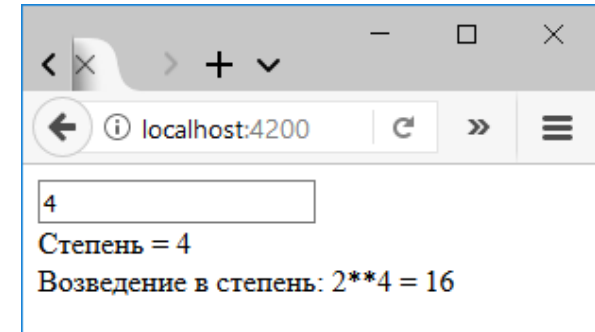 localhost:4200
4
Степень = 4
Возведение в степень: 2**4 = 16